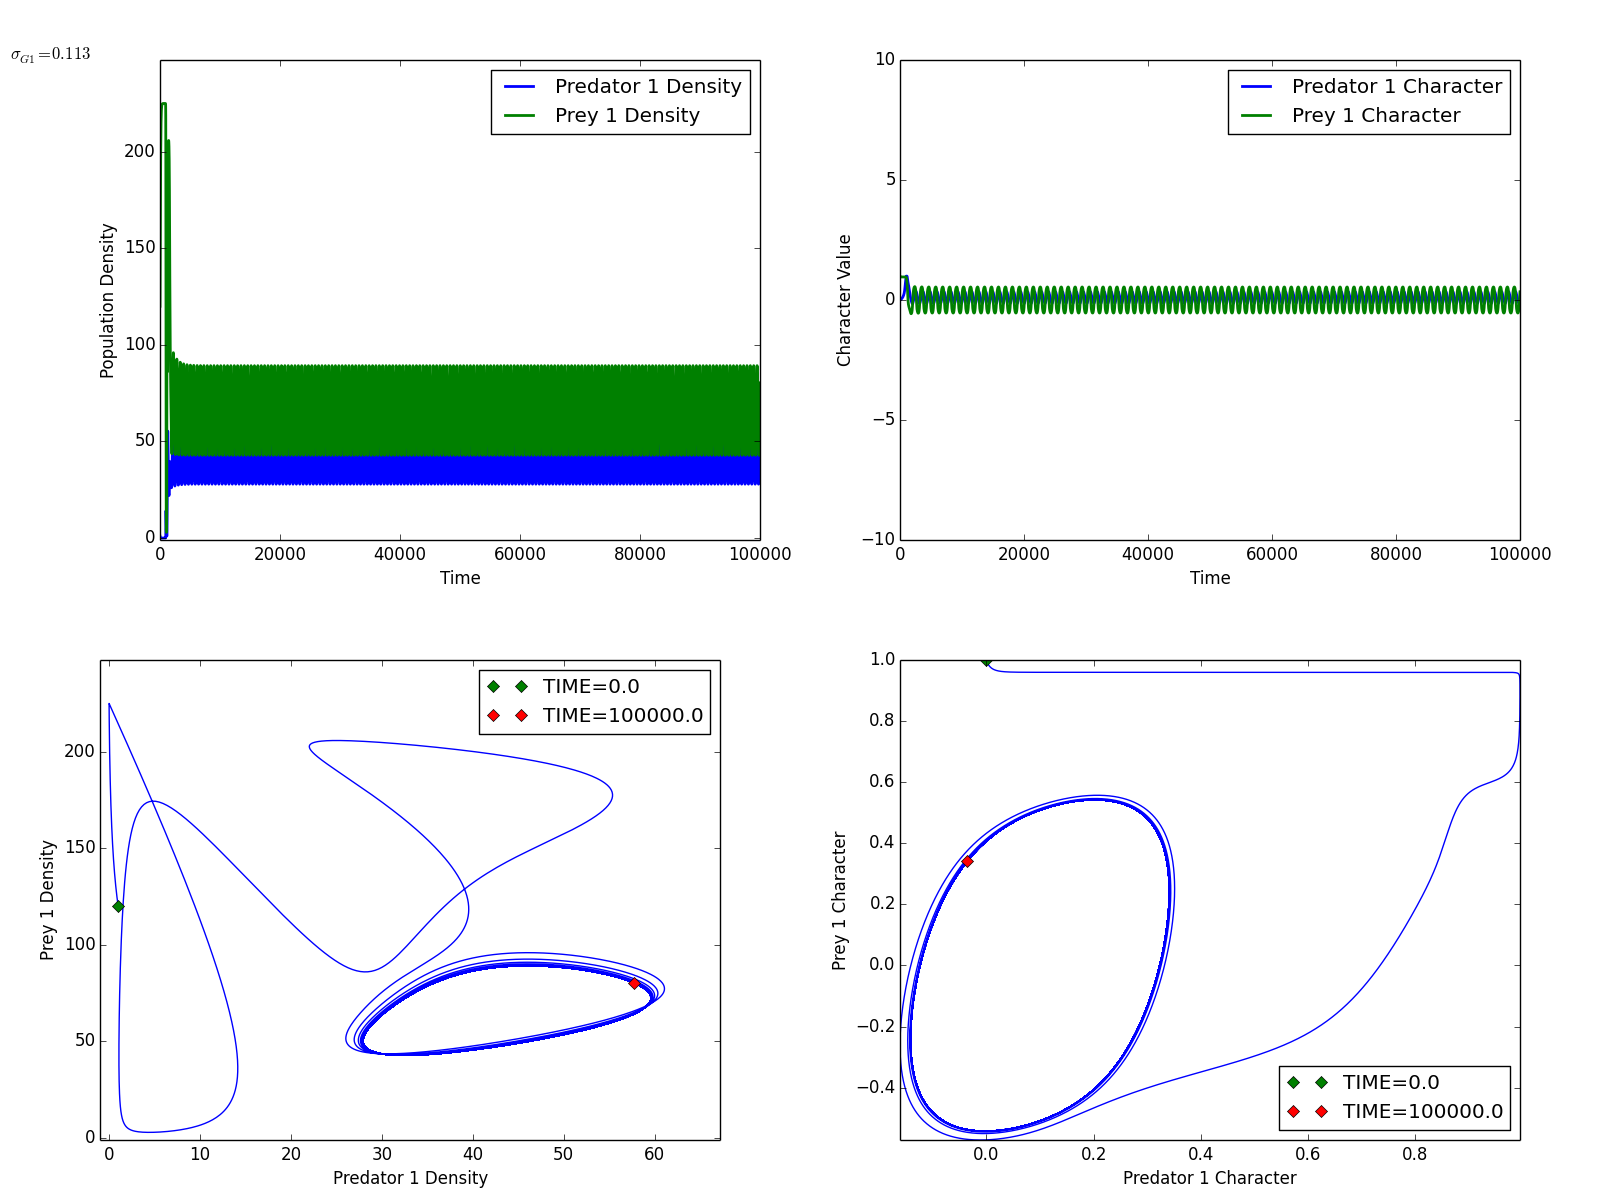 σG1=0.113
Predator 1 Density
Prey 1 Density
200
150
100
50
0
Population Density
0 20000 40000 60000 80000 100000
Time
Predator 1 Character
Prey 1 Character
10
5
0
−5
−10
Character Value
0 20000 40000 60000 80000 100000
Time
TIME=0.0
TIME=100000.0
200
150
100
50
0
Prey 1 Density
0 10 20 30 40 50 60
Predator 1 Density
1.0
0.8
0.6
0.4
0.2
0.0
−0.2
−0.4
Prey 1 Character
TIME=0.0
TIME=100000.0
0.0 0.2 0.4 0.6 0.8
Predator 1 Character